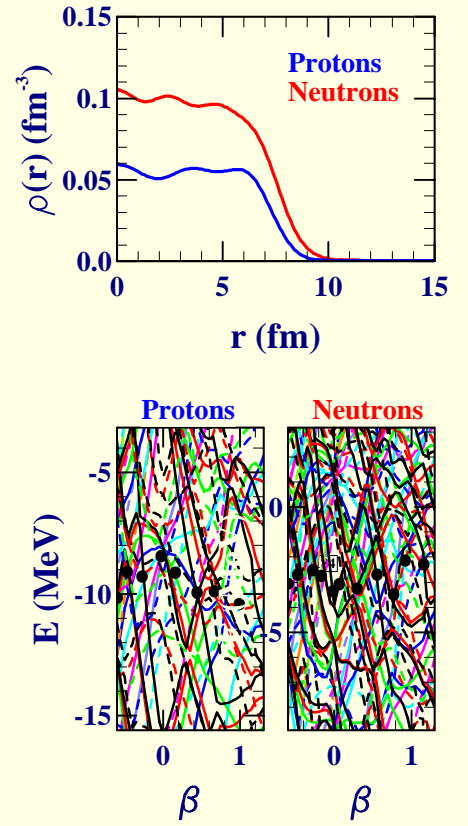 0.15
Protons
Neutrons
0.1
0.05
0.0
ρ(r) (fm⁻³)
0 5 10 15
r (fm)
Protons Neutrons
-5
-10
-15
E (MeV)
0
-5
0 1 0 1
β β